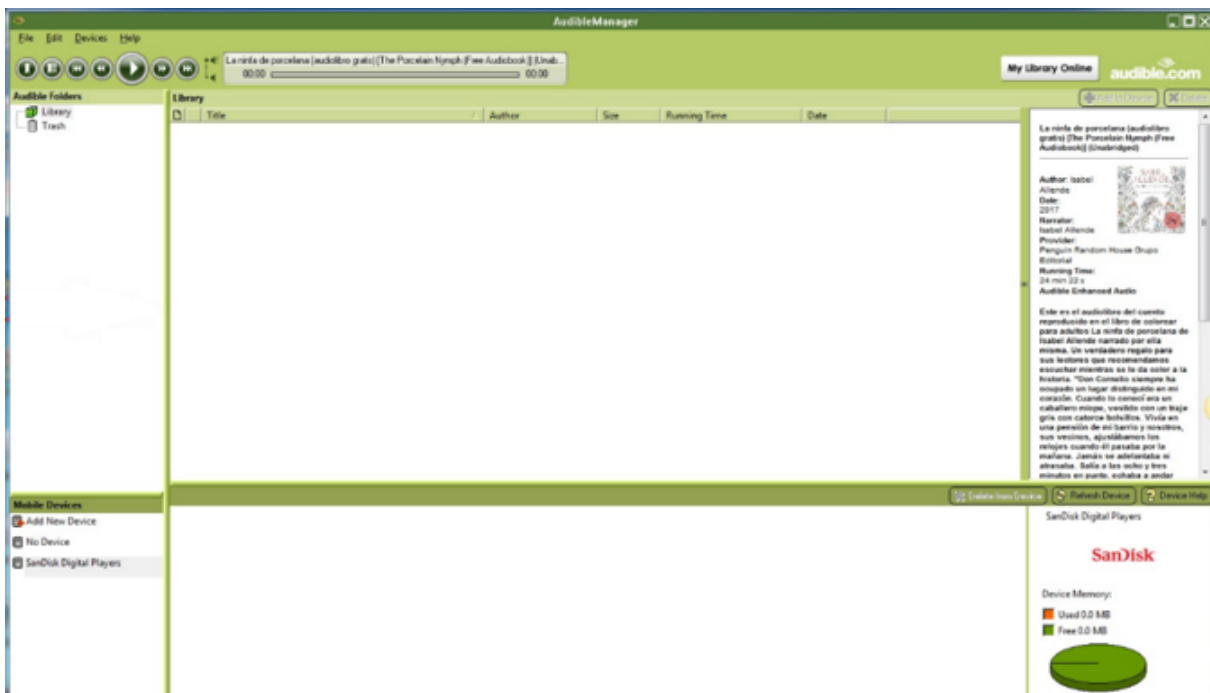 AudibleManager
File Edit Devices Help
La ninfa de porcelana (audiolibro gratis) [The Porcelain Nymph (Free Audiobook)] (Unab...
00:00 00:00
My Library Online
audible.com
Audible Folders
Library
Trash
Library
Title Author Size Running Time Date
Add to Device Delete
La ninfa de porcelana (audiolibro
gratis) [The Porcelain Nymph (Free
Audiobook)] (Unabridged)
Author: Isabel
Allende
Date:
2017
Narrator:
Isabel Allende
Provider:
Penguin Random House Grupo
Editorial
Running Time:
24 min 22 s
Audible Enhanced Audio
Este es el audiolibro del cuento
reproducido en el libro de colorear
para adultos La ninfa de porcelana de
Isabel Allende narrado por ella
misma. Un verdadero regalo para
sus lectores que recomendamos
escuchar mientras se le da color a la
historia. "Don Cornelio siempre ha
ocupado un lugar distinguido en mi
corazón. Cuando lo conocí era un
caballero miope, vestido con un traje
gris con catorce bolsillos. Vivía en
una pensión de mi barrio y nosotros,
sus vecinos, ajustábamos los
relojes cuando él pasaba por la
mañana. Jamás se adelantaba ni
atrasaba. Salía a las ocho y tres
minutos en punto, echaba a andar
Mobile Devices
Add New Device
No Device
SanDisk Digital Players
Delete from Device Refresh Device Device Help
SanDisk Digital Players
SanDisk
Device Memory:
Used 0.0 MB
Free 0.0 MB